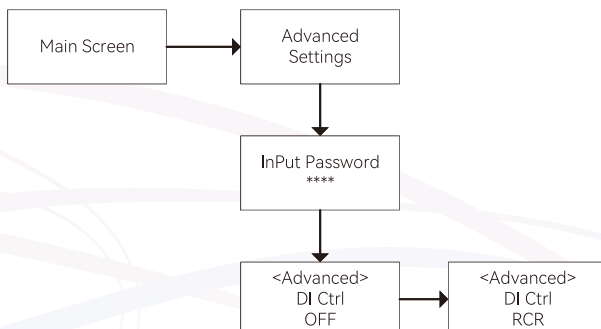 Main Screen
Advanced
Settings
InPut Password
****
<Advanced>
DI Ctrl
OFF
<Advanced>
DI Ctrl
RCR